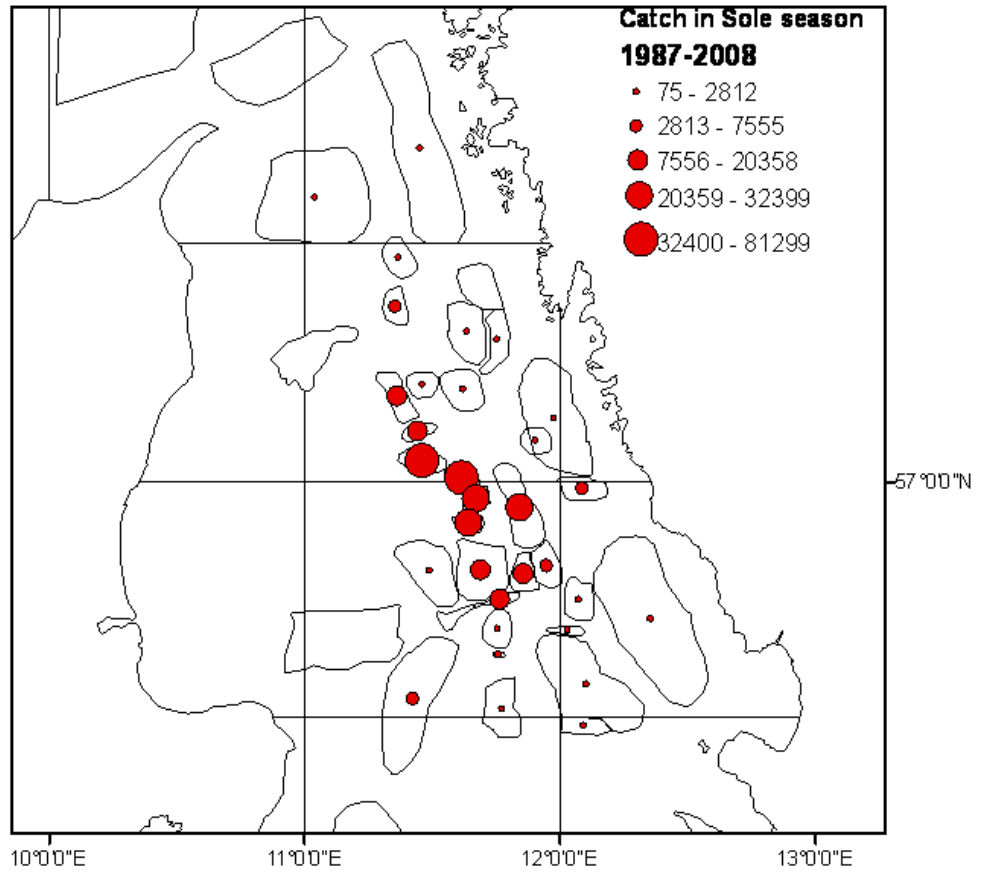 Catch in Sole season
1987-2008
75 - 2812
2813 - 7555
7556 - 20358
20359 - 32399
32400 - 81299
57°0'0"N
10°0'0"E
11°0'0"E
12°0'0"E
13°0'0"E